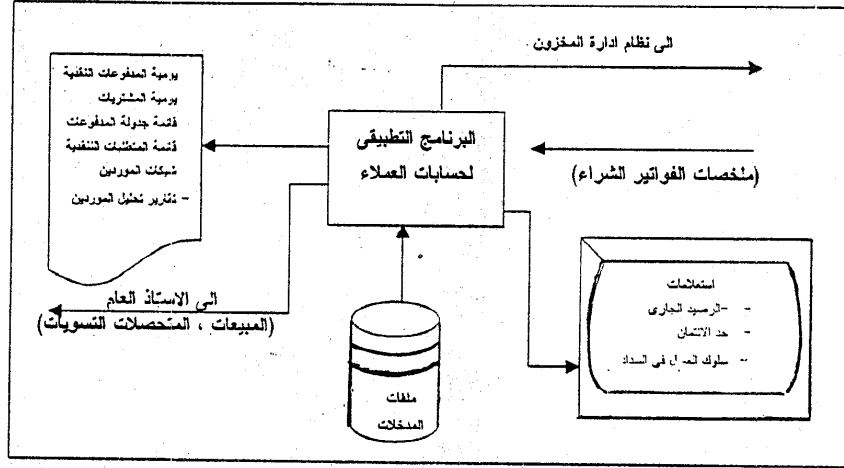 الى نظام ادارة المخزون
يومية المدفوعات النقدية
يومية المشتريات
قائمة جدولة المدفوعات
قائمة المتطلبات النقدية
شيكات الموردين
- تقارير تحليل الموردين
البرنامج التطبيقى
لحسابات العملاء
(ملخصات الفواتير الشراء)
الى الاستاذ العام
(المبيعات ، المتحصلات التسويات)
ملفات
المدخلات
استعلامات
- -الرصيد الجارى
- حد الائتمان
- سلوك العميل فى السداد